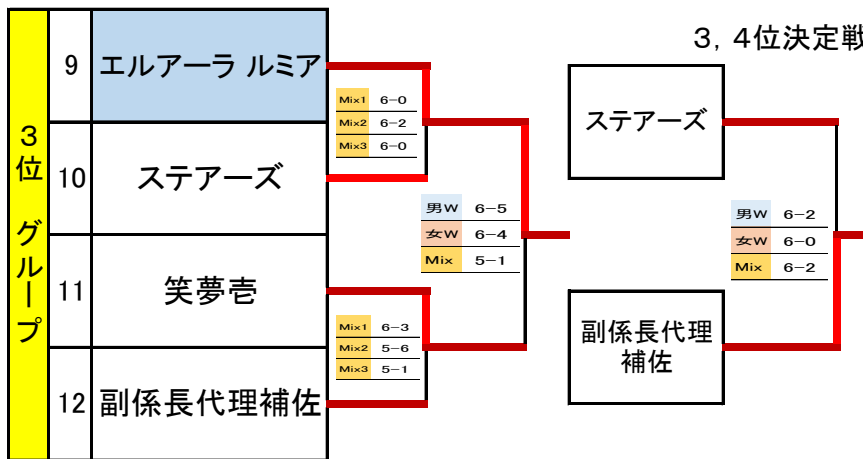 3位 グループ
9 エルアーラ ルミア
10 ステアーズ
11 笑夢壱
12 副係長代理補佐
Mix1 6-0
Mix2 6-2
Mix3 6-0
Mix1 6-3
Mix2 5-6
Mix3 5-1
男W 6-5
女W 6-4
Mix 5-1
3,4位決定戦
ステアーズ
副係長代理
補佐
男W 6-2
女W 6-0
Mix 6-2